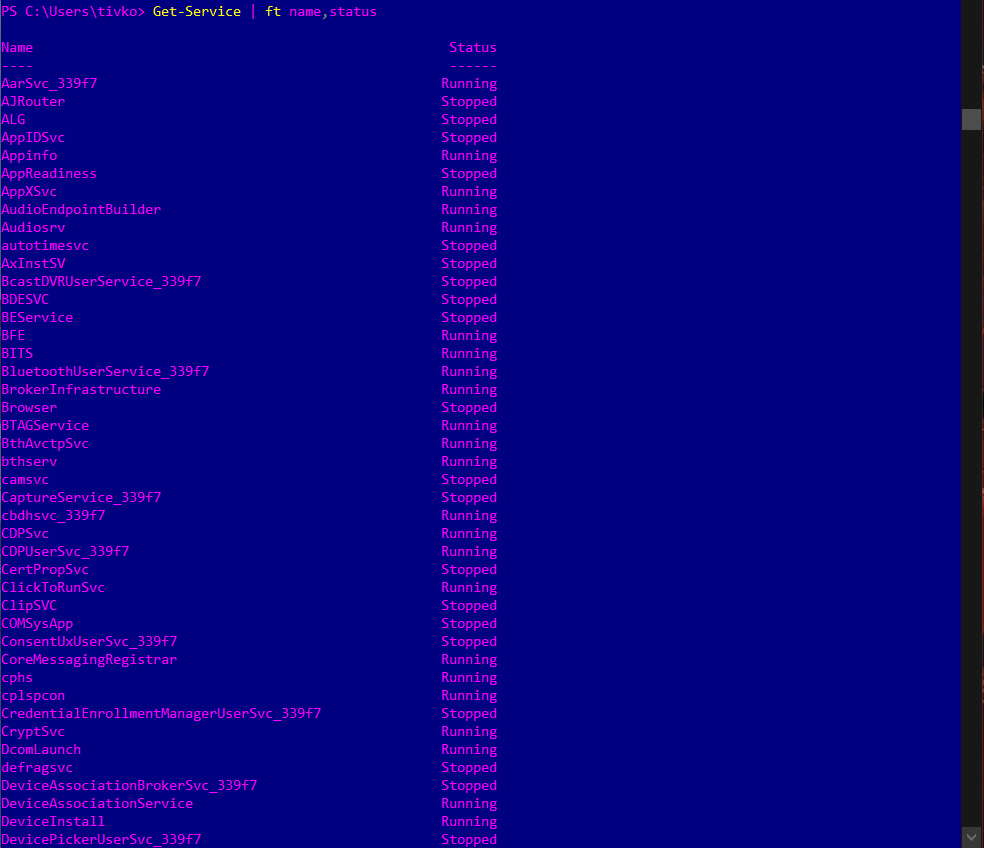 PS C:\Users\tivko> Get-Service | ft name,status
Name Status
---- ------
AarSvc_339f7 Running
AJRouter Stopped
ALG Stopped
AppIDSvc Stopped
Appinfo Running
AppReadiness Stopped
AppXSvc Running
AudioEndpointBuilder Running
Audiosrv Running
autotimesvc Stopped
AxInstSV Stopped
BcastDVRUserService_339f7 Stopped
BDESVC Stopped
BEService Stopped
BFE Running
BITS Running
BluetoothUserService_339f7 Running
BrokerInfrastructure Running
Browser Stopped
BTAGService Running
BthAvctpSvc Running
bthserv Running
camsvc Stopped
CaptureService_339f7 Stopped
cbdhsvc_339f7 Running
CDPSvc Running
CDPUserSvc_339f7 Running
CertPropSvc Stopped
ClickToRunSvc Running
ClipSVC Stopped
COMSysApp Stopped
ConsentUxUserSvc_339f7 Stopped
CoreMessagingRegistrar Running
cphs Running
cplspcon Running
CredentialEnrollmentManagerUserSvc_339f7 Stopped
CryptSvc Running
DcomLaunch Running
defragsvc Stopped
DeviceAssociationBrokerSvc_339f7 Stopped
DeviceAssociationService Running
DeviceInstall Running
DevicePickerUserSvc_339f7 Stopped